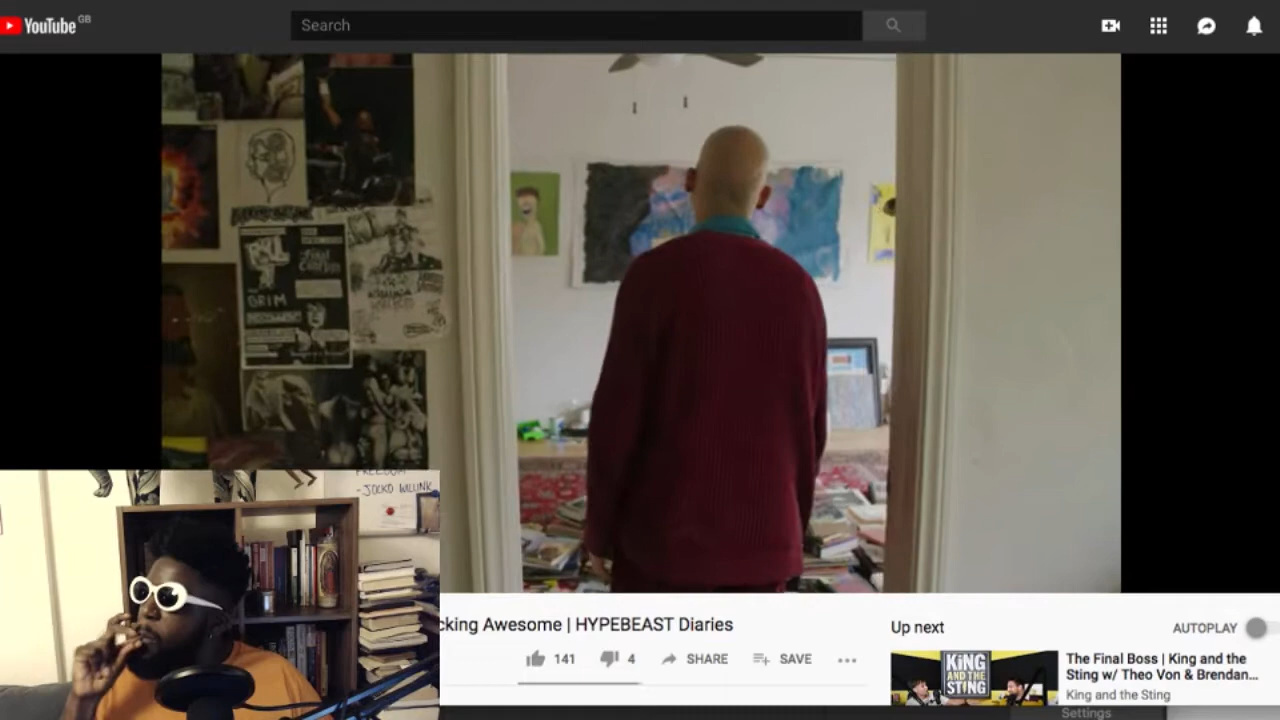 YouTube GB
Search
GRIM
FREEDOM
-JOCKO WILLINK
cking Awesome | HYPEBEAST Diaries
141
4
SHARE
SAVE
Up next
AUTOPLAY
KING
AND THE
STING
The Final Boss | King and the
Sting w/ Theo Von & Brendan...
King and the Sting
Settings